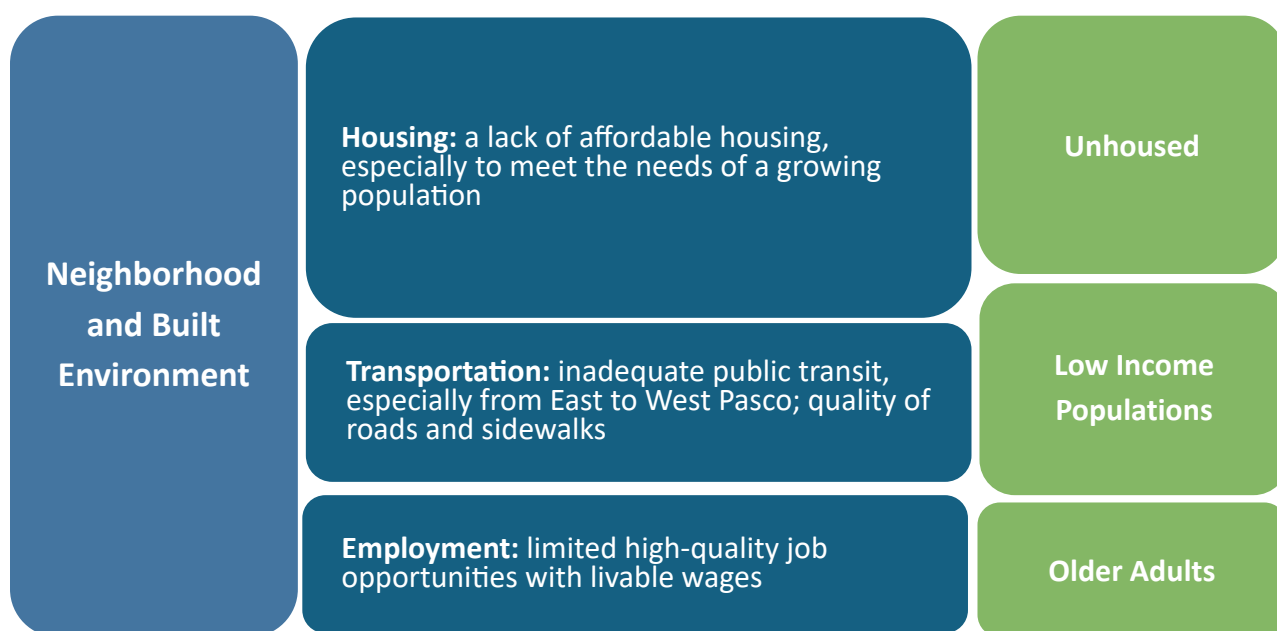 Neighborhood
and Built
Environment
Housing: a lack of affordable housing,
especially to meet the needs of a growing
population
Transportation: inadequate public transit,
especially from East to West Pasco; quality of
roads and sidewalks
Employment: limited high-quality job
opportunities with livable wages
Unhoused
Low Income
Populations
Older Adults